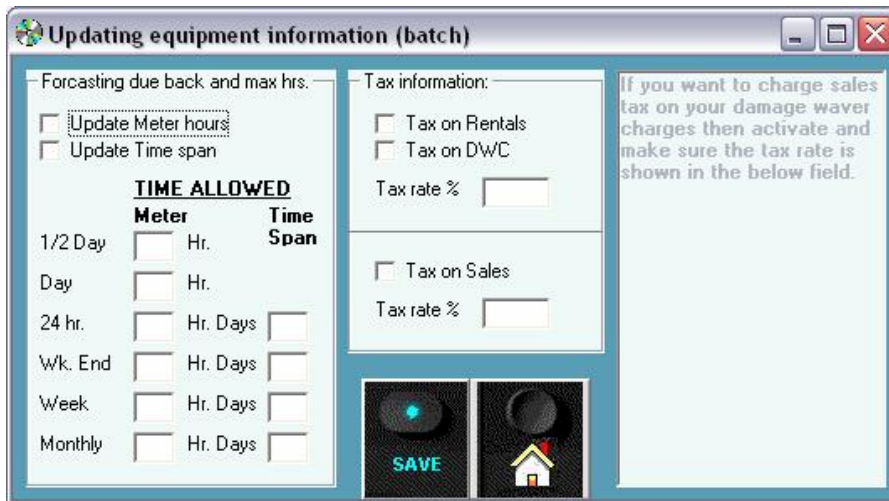 Updating equipment information (batch)
Forcasting due back and max hrs.
Update Meter hours
Update Time span
TIME ALLOWED
Meter Time
Span
1/2 Day Hr.
Day Hr.
24 hr. Hr. Days
Wk. End Hr. Days
Week Hr. Days
Monthly Hr. Days
Tax information:
Tax on Rentals
Tax on DWC
Tax rate %
Tax on Sales
Tax rate %
SAVE
If you want to charge sales
tax on your damage waver
charges then activate and
make sure the tax rate is
shown in the below field.